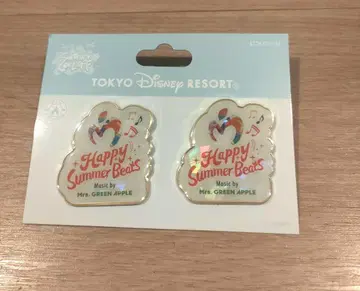 TOKYO Disney RESORT
Happy
Summer Beats
Music by
Mrs. GREEN APPLE
Happy
Summer Beats
Music by
Mrs. GREEN APPLE